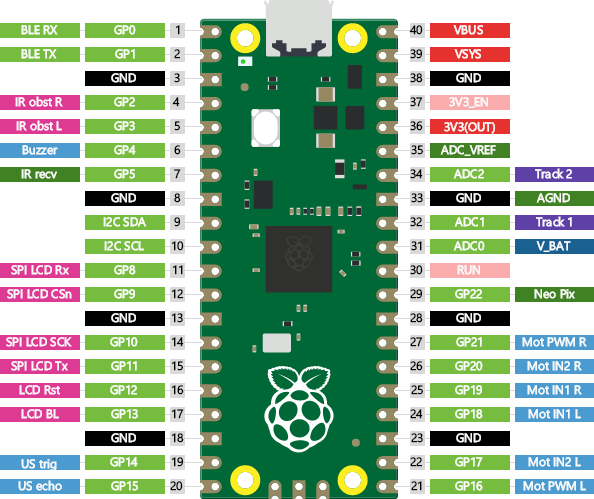 BLE RX GP0 1 40 VBUS
BLE TX GP1 2 39 VSYS
GND 3 38 GND
IR obst R GP2 4 37 3V3_EN
IR obst L GP3 5 36 3V3(OUT)
Buzzer GP4 6 35 ADC_VREF
IR recv GP5 7 34 ADC2 Track 2
GND 8 33 GND AGND
I2C SDA 9 32 ADC1 Track 1
I2C SCL 10 31 ADC0 V_BAT
SPI LCD Rx GP8 11 30 RUN
SPI LCD CSn GP9 12 29 GP22 Neo Pix
GND 13 28 GND
SPI LCD SCK GP10 14 27 GP21 Mot PWM R
SPI LCD Tx GP11 15 26 GP20 Mot IN2 R
LCD Rst GP12 16 25 GP19 Mot IN1 R
LCD BL GP13 17 24 GP18 Mot IN1 L
GND 18 23 GND
US trig GP14 19 22 GP17 Mot IN2 L
US echo GP15 20 21 GP16 Mot PWM L